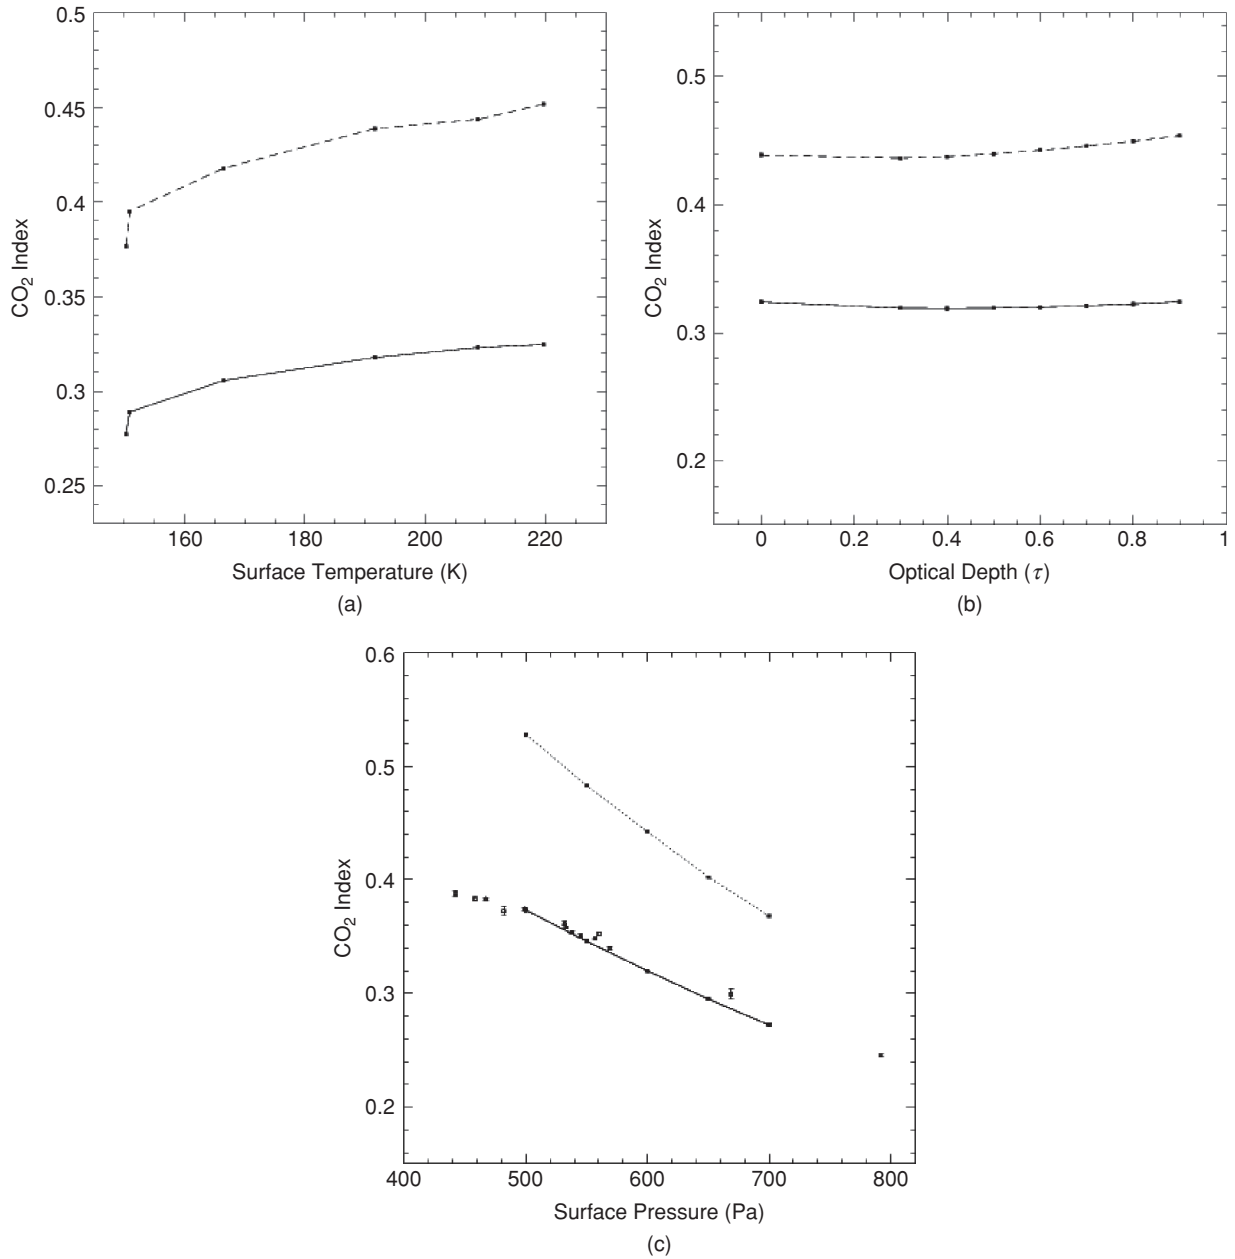 0.5
0.45
0.4
0.35
0.3
0.25
CO₂ Index
160 180 200 220
Surface Temperature (K)
(a)
0.5
0.4
0.3
0.2
CO₂ Index
0 0.2 0.4 0.6 0.8 1
Optical Depth (τ)
(b)
0.6
0.5
0.4
0.3
0.2
CO₂ Index
400 500 600 700 800
Surface Pressure (Pa)
(c)